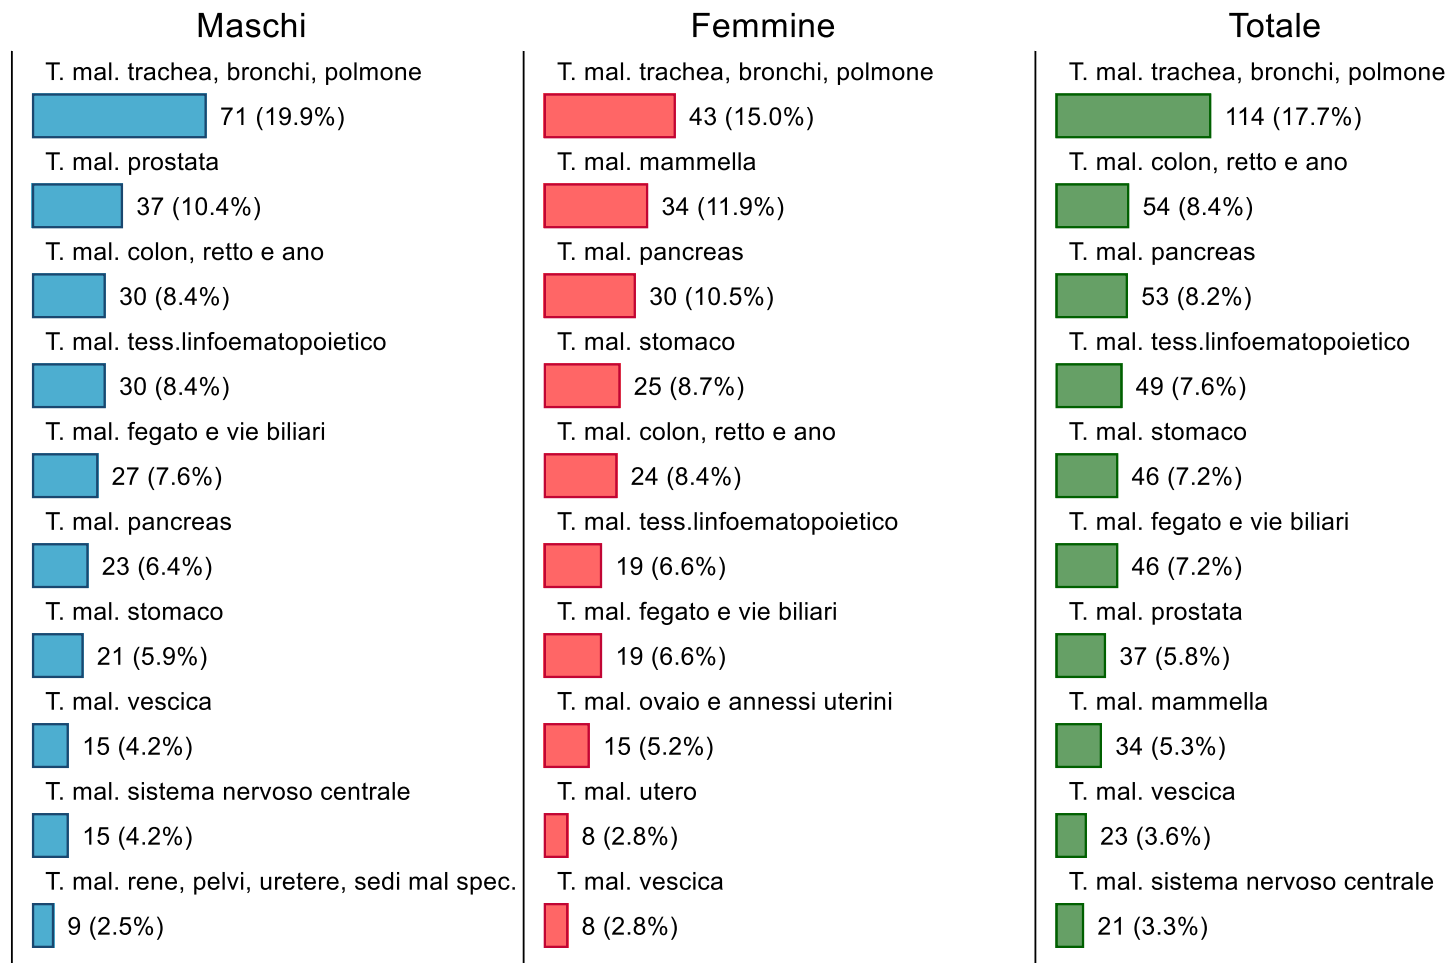 Maschi
T. mal. trachea, bronchi, polmone
71 (19.9%)
T. mal. prostata
37 (10.4%)
T. mal. colon, retto e ano
30 (8.4%)
T. mal. tess.linfoematopoietico
30 (8.4%)
T. mal. fegato e vie biliari
27 (7.6%)
T. mal. pancreas
23 (6.4%)
T. mal. stomaco
21 (5.9%)
T. mal. vescica
15 (4.2%)
T. mal. sistema nervoso centrale
15 (4.2%)
T. mal. rene, pelvi, uretere, sedi mal spec.
9 (2.5%)
Femmine
T. mal. trachea, bronchi, polmone
43 (15.0%)
T. mal. mammella
34 (11.9%)
T. mal. pancreas
30 (10.5%)
T. mal. stomaco
25 (8.7%)
T. mal. colon, retto e ano
24 (8.4%)
T. mal. tess.linfoematopoietico
19 (6.6%)
T. mal. fegato e vie biliari
19 (6.6%)
T. mal. ovaio e annessi uterini
15 (5.2%)
T. mal. utero
8 (2.8%)
T. mal. vescica
8 (2.8%)
Totale
T. mal. trachea, bronchi, polmone
114 (17.7%)
T. mal. colon, retto e ano
54 (8.4%)
T. mal. pancreas
53 (8.2%)
T. mal. tess.linfoematopoietico
49 (7.6%)
T. mal. stomaco
46 (7.2%)
T. mal. fegato e vie biliari
46 (7.2%)
T. mal. prostata
37 (5.8%)
T. mal. mammella
34 (5.3%)
T. mal. vescica
23 (3.6%)
T. mal. sistema nervoso centrale
21 (3.3%)